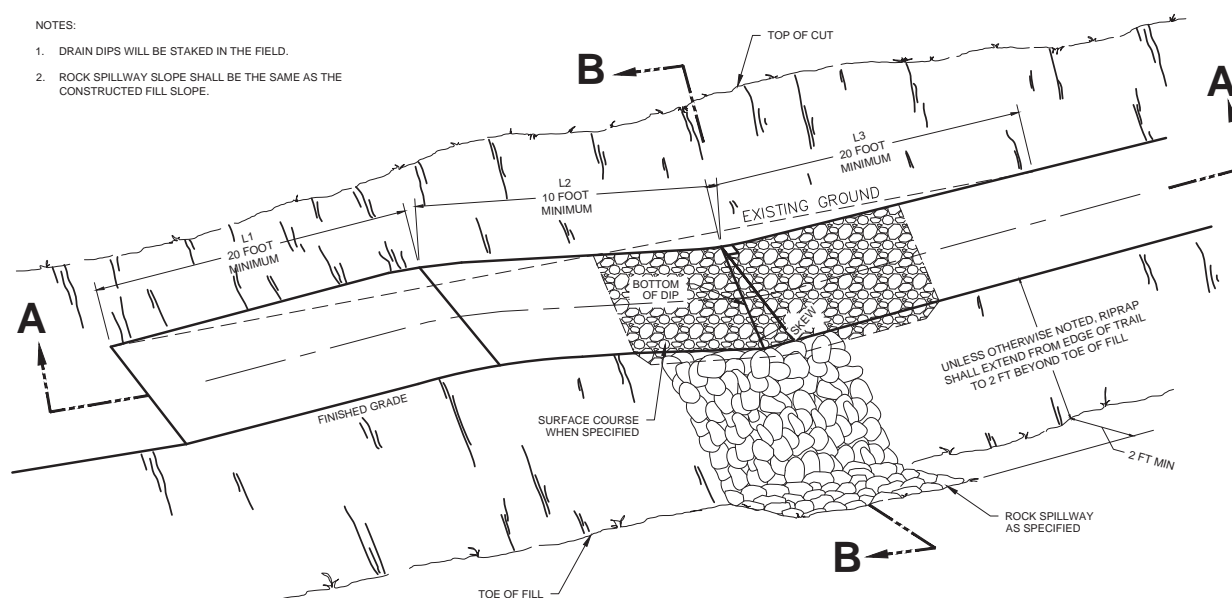 NOTES:
1. DRAIN DIPS WILL BE STAKED IN THE FIELD.
2. ROCK SPILLWAY SLOPE SHALL BE THE SAME AS THE
CONSTRUCTED FILL SLOPE.
TOP OF CUT
B
A
L3
20 FOOT
MINIMUM
L2
10 FOOT
MINIMUM
EXISTING GROUND
L1
20 FOOT
MINIMUM
BOTTOM
OF DIP
SKEW
A
UNLESS OTHERWISE NOTED, RIPRAP
SHALL EXTEND FROM EDGE OF TRAIL
TO 2 FT BEYOND TOE OF FILL
FINISHED GRADE
SURFACE COURSE
WHEN SPECIFIED
2 FT MIN
ROCK SPILLWAY
AS SPECIFIED
B
TOE OF FILL